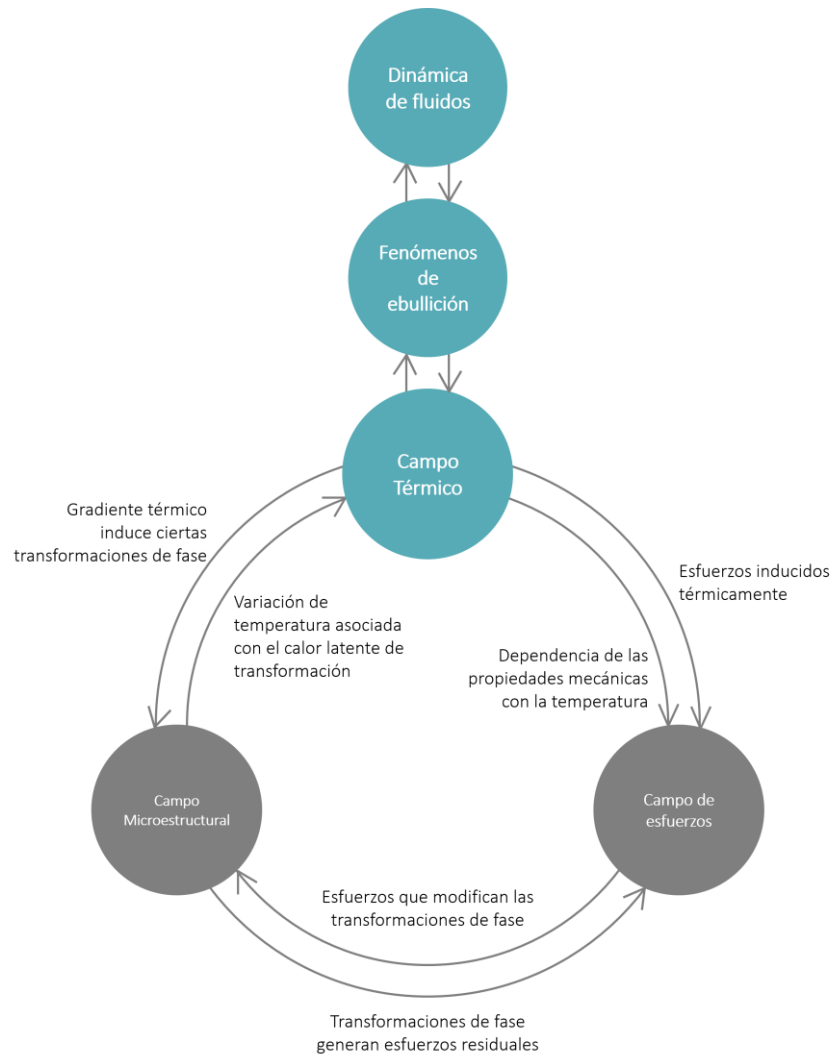 Dinámica
de fluidos
Fenómenos
de
ebullición
Campo
Térmico
Gradiente térmico
induce ciertas
transformaciones de fase
Variación de
temperatura asociada
con el calor latente de
transformación
Esfuerzos inducidos
térmicamente
Dependencia de las
propiedades mecánicas
con la temperatura
Campo
Microestructural
Campo de
esfuerzos
Esfuerzos que modifican las
transformaciones de fase
Transformaciones de fase
generan esfuerzos residuales